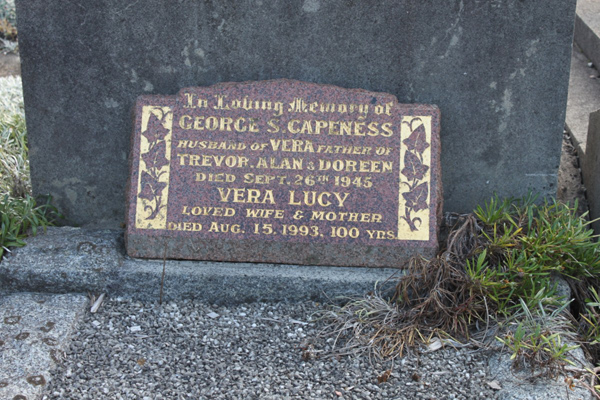 In Loving Memory of
GEORGE S. CAPENESS
HUSBAND OF VERA FATHER OF
TREVOR, ALAN & DOREEN
DIED SEPT. 26TH 1945
VERA LUCY
LOVED WIFE & MOTHER
DIED AUG. 15, 1993, 100 YRS.